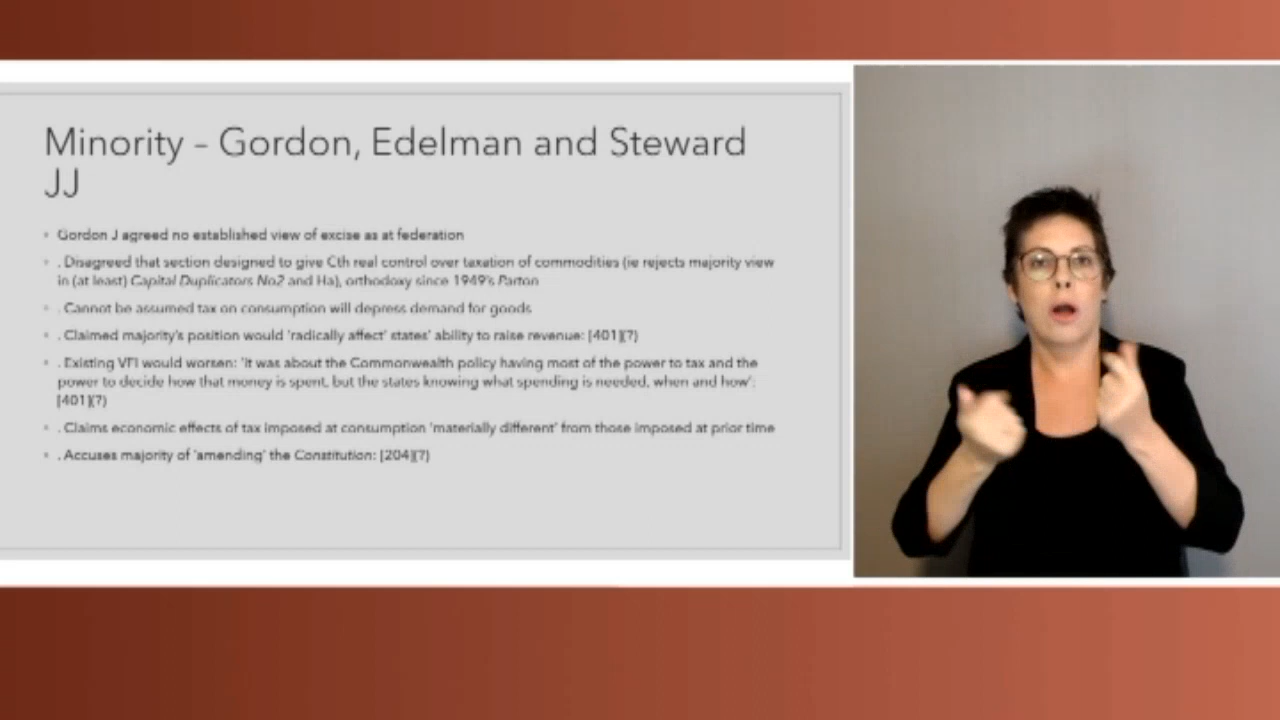 Minority – Gordon, Edelman and Steward
JJ
Gordon J agreed no established view of excise as at federation
. Disagreed that section designed to give Cth real control over taxation of commodities (ie rejects majority view
in (at least) Capital Duplicators No2 and Ha), orthodoxy since 1949's Parton
. Cannot be assumed tax on consumption will depress demand for goods
. Claimed majority's position would 'radically affect' states' ability to raise revenue: [401](?)
. Existing VFI would worsen: 'it was about the Commonwealth policy having most of the power to tax and the
power to decide how that money is spent, but the states knowing what spending is needed, when and how':
[401](?)
. Claims economic effects of tax imposed at consumption 'materially different' from those imposed at prior time
. Accuses majority of 'amending' the Constitution: [204](?)